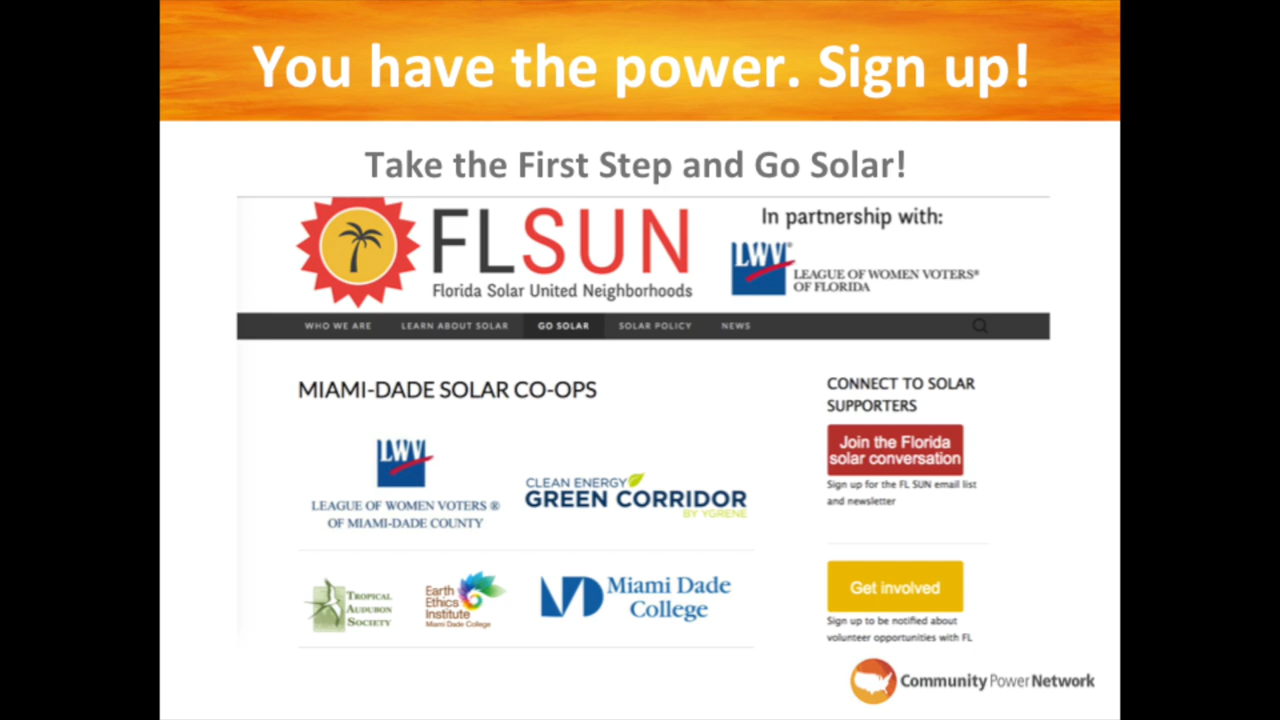 You have the power. Sign up!
Take the First Step and Go Solar!
FLSUN
Florida Solar United Neighborhoods
In partnership with:
LWV®
LEAGUE OF WOMEN VOTERS®
OF FLORIDA
WHO WE ARE LEARN ABOUT SOLAR GO SOLAR SOLAR POLICY NEWS
MIAMI-DADE SOLAR CO-OPS
LWV
LEAGUE OF WOMEN VOTERS ®
OF MIAMI-DADE COUNTY
CLEAN ENERGY
GREEN CORRIDOR
BY YGRENE
TROPICAL
AUDUBON
SOCIETY
Earth
Ethics
Institute
Miami Dade College
MD
Miami Dade
College
CONNECT TO SOLAR
SUPPORTERS
Join the Florida
solar conversation
Sign up for the FL SUN email list
and newsletter
Get involved
Sign up to be notified about
volunteer opportunities with FL
Community Power Network